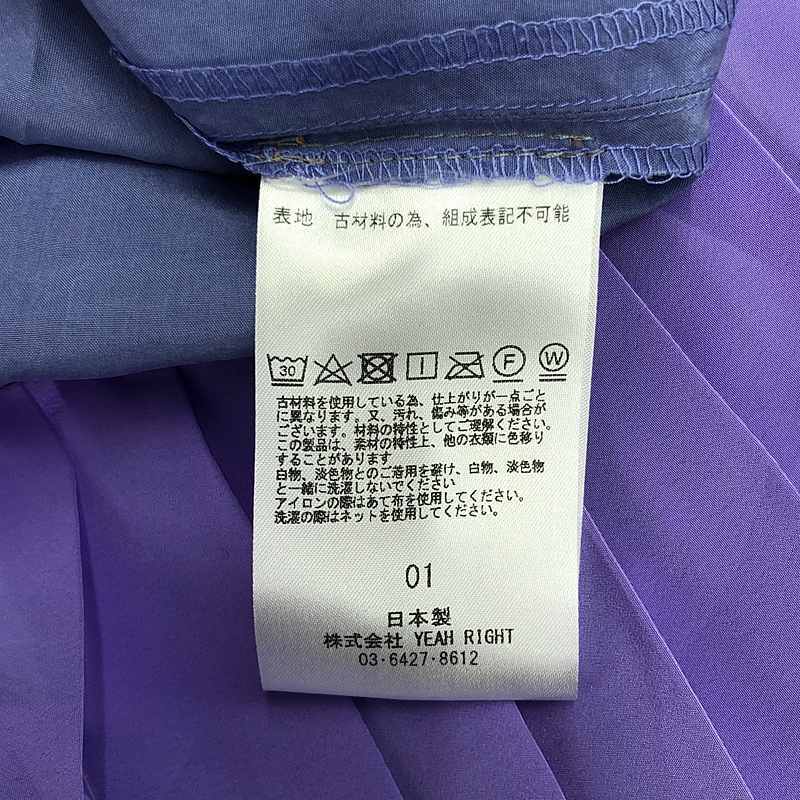 表地 古材料の為、組成表記不可能
30 F W
古材料を使用している為、仕上がりが一点ごと
に異なります。又、汚れ、傷み等がある場合が
ございます。材料の特性としてご理解ください。
この製品は、素材の特性上、他の衣類に色移り
することがあります
白物、淡色物とのご着用を避け、白物、淡色物
と一緒に洗濯しないでください
アイロンの際はあて布を使用してください。
洗濯の際はネットを使用してください。
01
日本製
株式会社 YEAH RIGHT
03·6427·8612